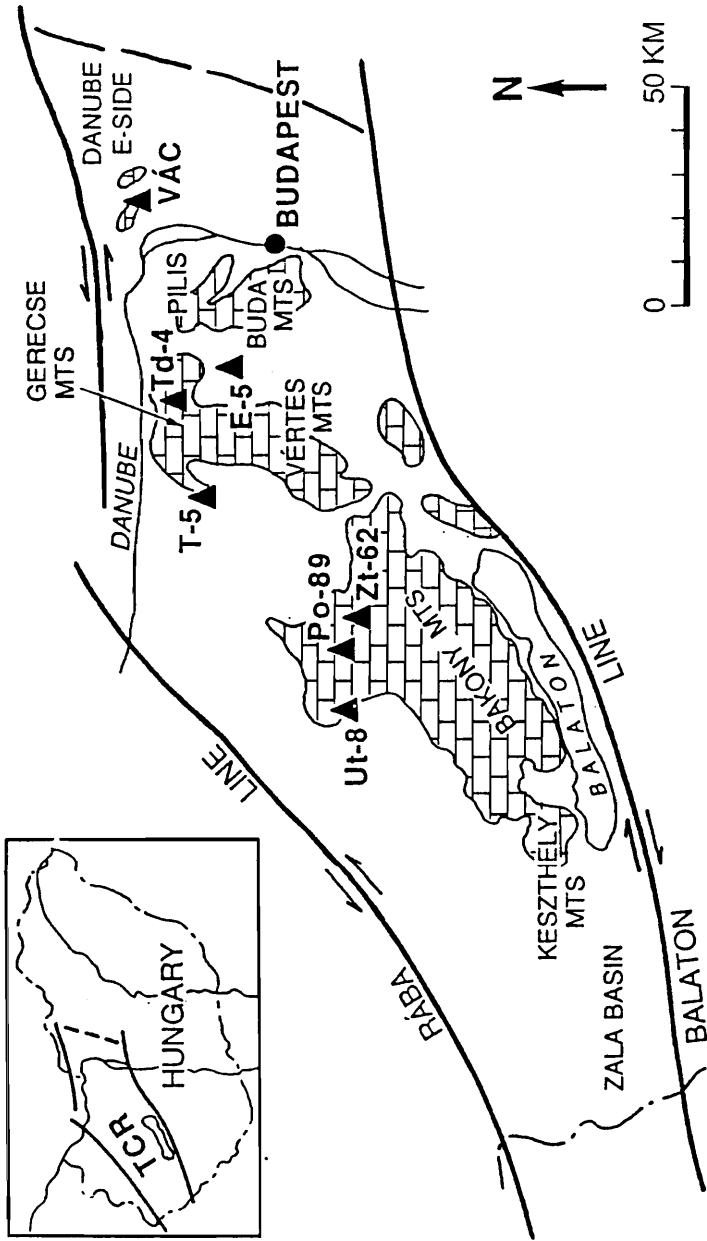 TCR
HUNGARY
GERECSE
MTS
DANUBE
DANUBE
E-SIDE
VÁC
T-5
Td-4
=PILIS
BUDAPEST
BUDA
MTS
E-5
VÉRTES
MTS
LINE
RÁBA
Ut-8
Po-89
Zt-62
BAKONY MTS
BALATON
KESZTHELY
MTS
LINE
ZALA BASIN
BALATON
N
0
50 KM